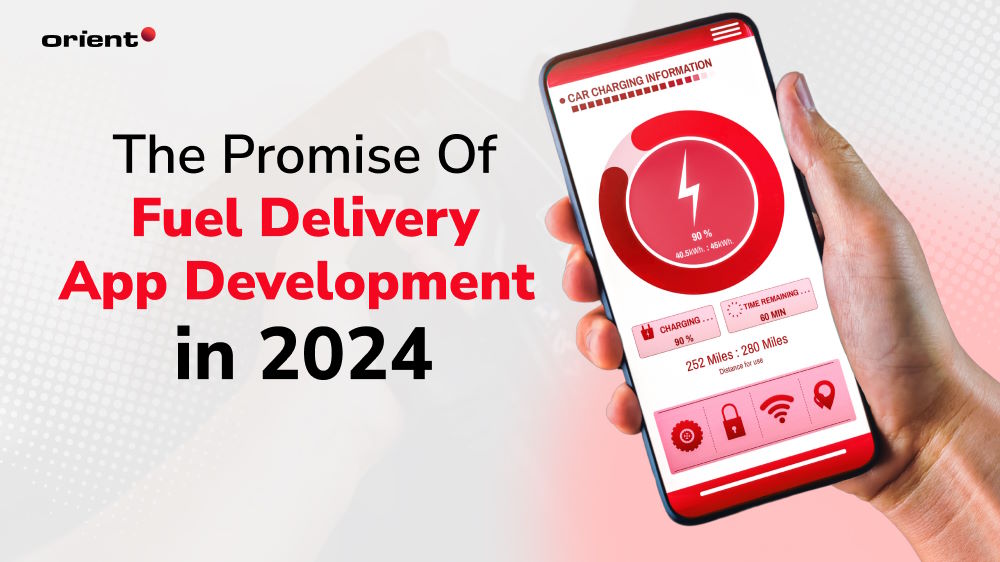 orient
The Promise Of
Fuel Delivery
App Development
in 2024
CAR CHARGING INFORMATION
90 %
40.5kWh. : 46kWh.
CHARGING ...
90 %
TIME REMAINING ...
60 MIN
252 Miles : 280 Miles
Distance for use